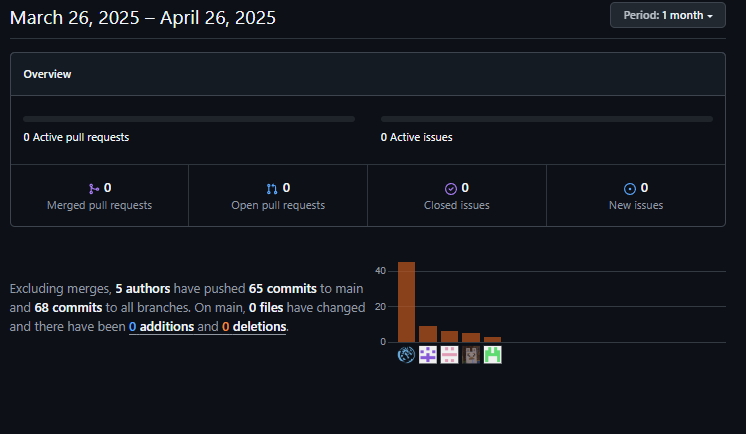 March 26, 2025 – April 26, 2025
Period: 1 month
Overview
0 Active pull requests
0 Active issues
0
Merged pull requests
0
Open pull requests
0
Closed issues
0
New issues
Excluding merges, 5 authors have pushed 65 commits to main
and 68 commits to all branches. On main, 0 files have changed
and there have been 0 additions and 0 deletions.
40
20
0